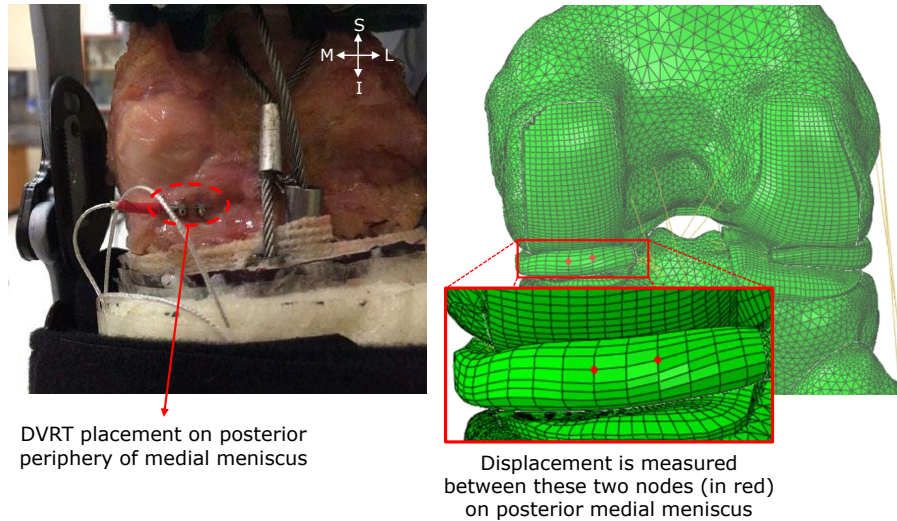 S
M L
I
DVRT placement on posterior
periphery of medial meniscus
Displacement is measured
between these two nodes (in red)
on posterior medial meniscus